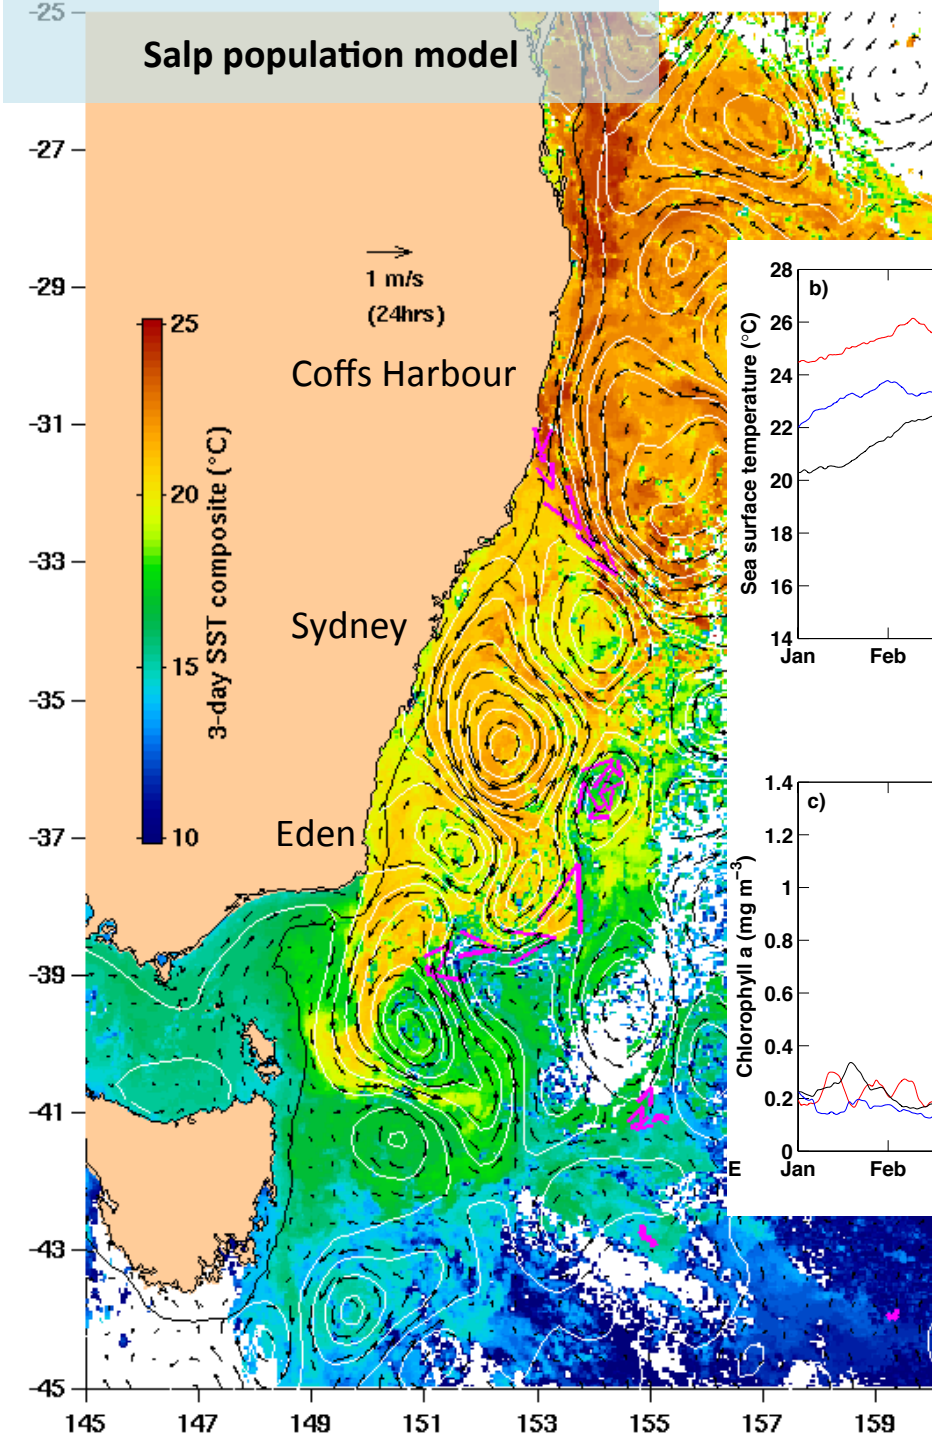 Salp population model
-25
-27
-29
-31
-33
-35
-37
-39
-41
-43
-45
145
147
149
151
153
155
157
159
1 m/s
(24hrs)
25
20
15
10
3-day SST composite (°C)
Coffs Harbour
Sydney
Eden
b)
28
26
24
22
20
18
16
14
Sea surface temperature (°C)
Jan
Feb
c)
1.4
1.2
1
0.8
0.6
0.4
0.2
0
Chlorophyll a (mg m⁻³)
E
Jan
Feb